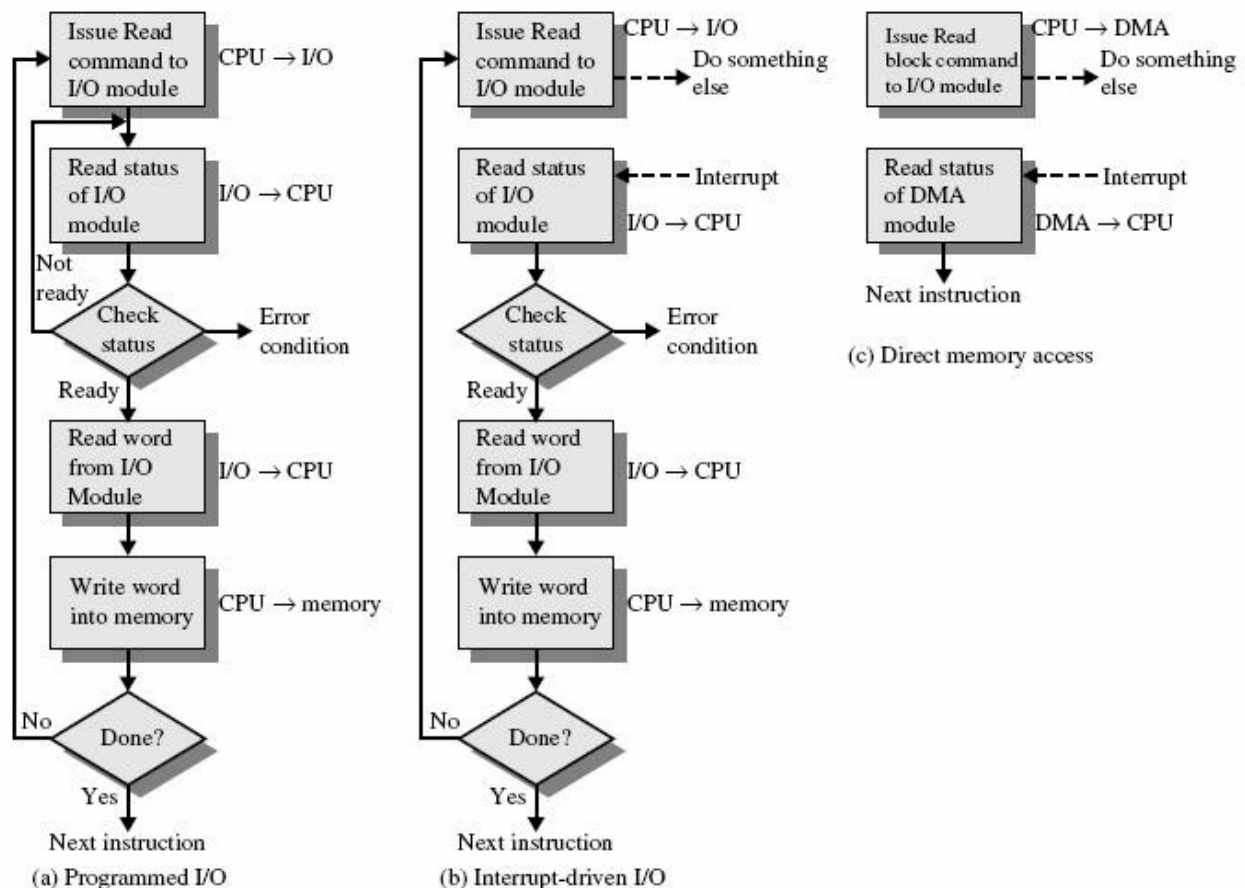 Issue Read
command to
I/O module
CPU → I/O
Read status
of I/O
module
I/O → CPU
Not
ready
Check
status
Error
condition
Ready
Read word
from I/O
Module
I/O → CPU
Write word
into memory
CPU → memory
No
Done?
Yes
Next instruction
(a) Programmed I/O
Issue Read
command to
I/O module
CPU → I/O
Do something
else
Read status
of I/O
module
Interrupt
I/O → CPU
Check
status
Error
condition
Ready
Read word
from I/O
Module
I/O → CPU
Write word
into memory
CPU → memory
No
Done?
Yes
Next instruction
(b) Interrupt-driven I/O
Issue Read
block command
to I/O module
CPU → DMA
Do something
else
Read status
of DMA
module
Interrupt
DMA → CPU
Next instruction
(c) Direct memory access